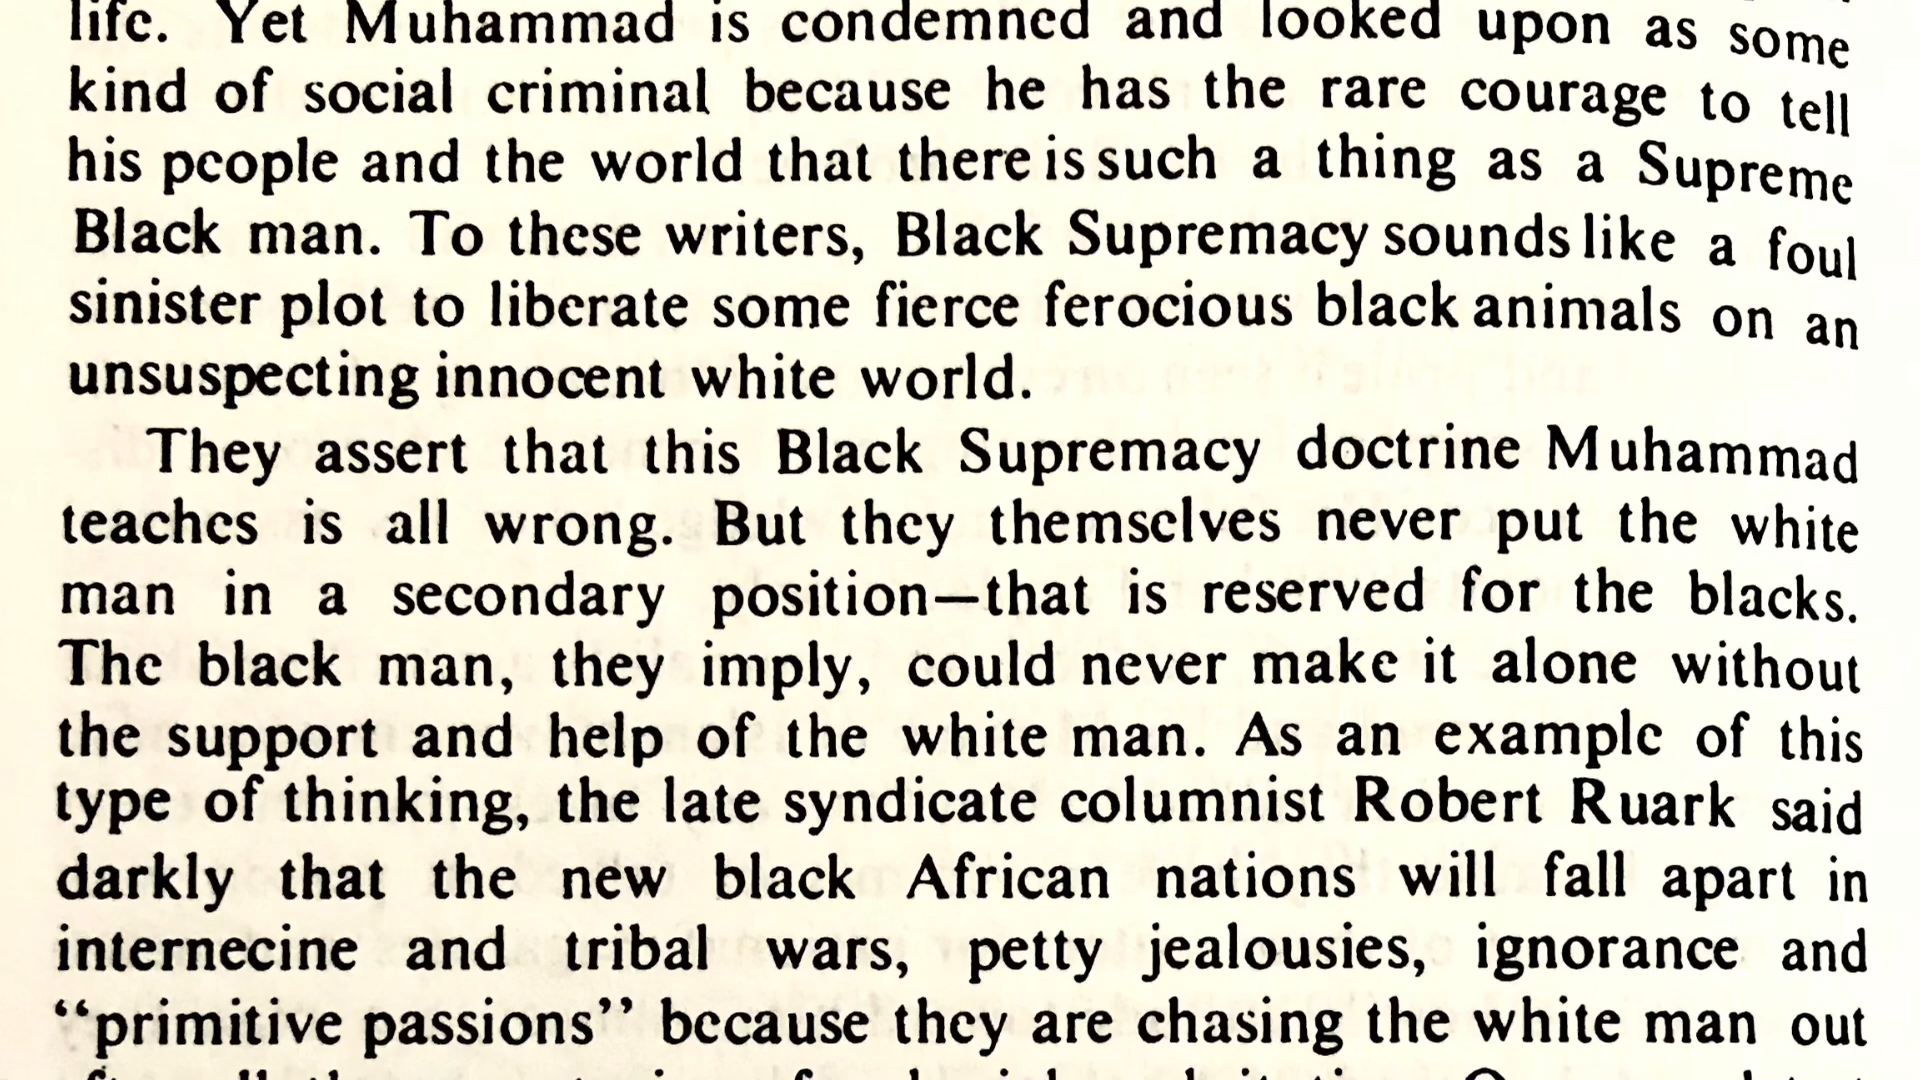 life. Yet Muhammad is condemned and looked upon as some
kind of social criminal because he has the rare courage to tell
his people and the world that there is such a thing as a Supreme
Black man. To these writers, Black Supremacy sounds like a foul
sinister plot to liberate some fierce ferocious black animals on an
unsuspecting innocent white world.
They assert that this Black Supremacy doctrine Muhammad
teaches is all wrong. But they themselves never put the white
man in a secondary position—that is reserved for the blacks.
The black man, they imply, could never make it alone without
the support and help of the white man. As an example of this
type of thinking, the late syndicate columnist Robert Ruark said
darkly that the new black African nations will fall apart in
internecine and tribal wars, petty jealousies, ignorance and
“primitive passions” because they are chasing the white man out